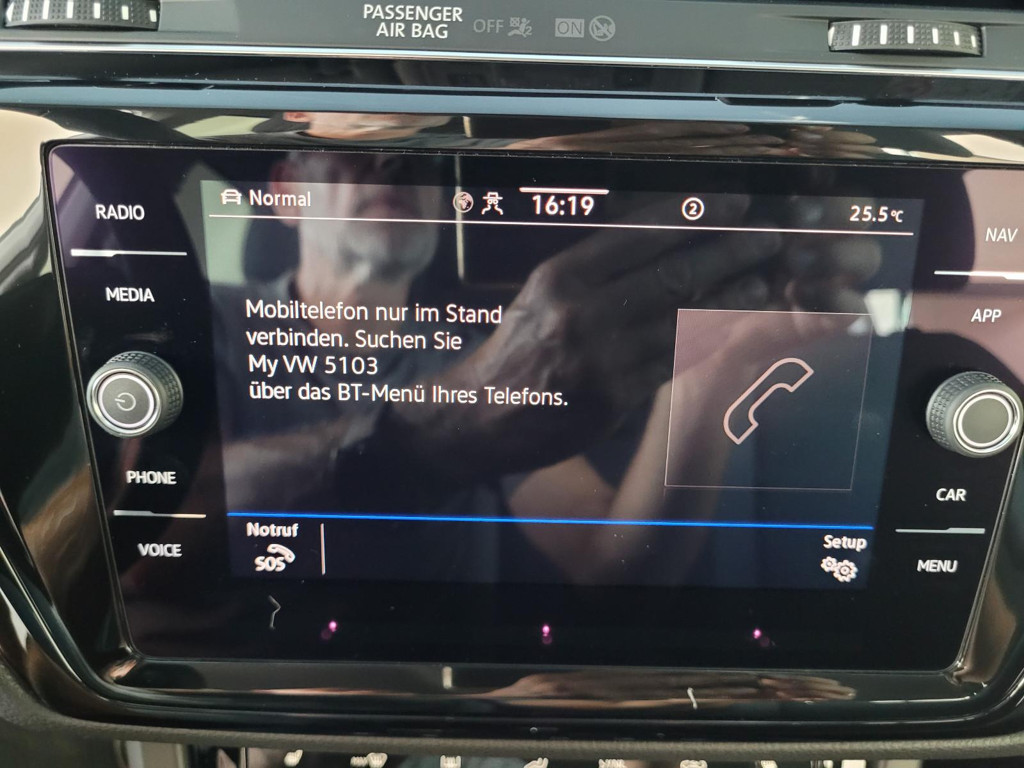 PASSENGER
AIR BAG
OFF
2
ON
RADIO
MEDIA
PHONE
VOICE
Normal
16:19
2
25.5°C
Mobiltelefon nur im Stand
verbinden. Suchen Sie
My VW 5103
über das BT-Menü Ihres Telefons.
Notruf
SOS
Setup
NAV
APP
CAR
MENU